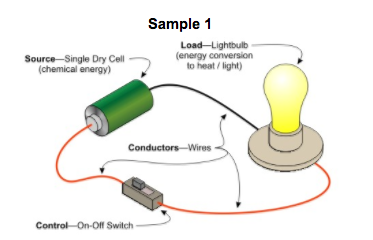 Sample 1
Source—Single Dry Cell
(chemical energy)
Load—Lightbulb
(energy conversion
to heat / light)
Conductors—Wires
Control—On-Off Switch